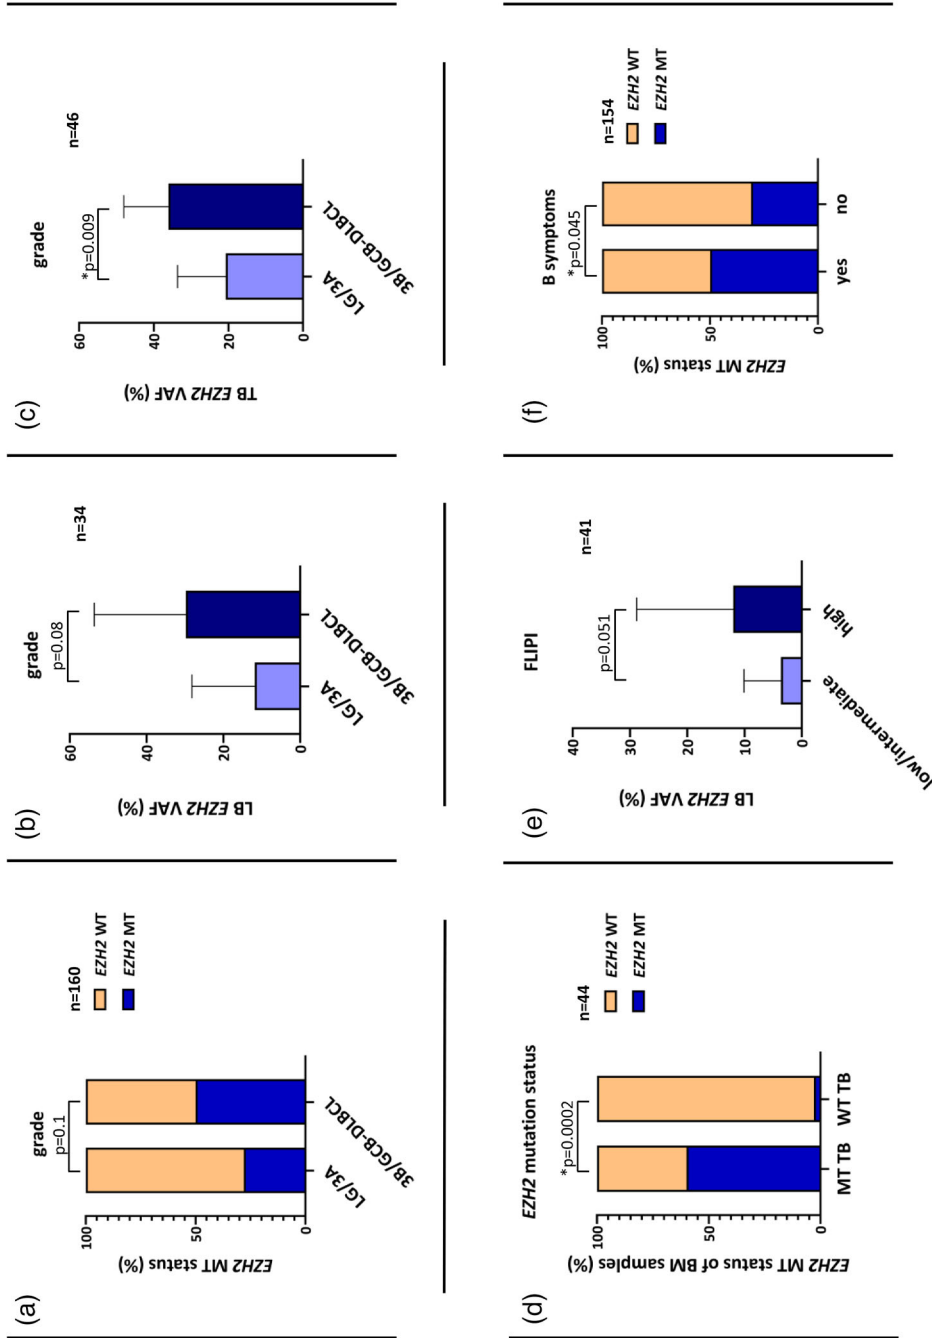 (a)
grade
p=0.1
n=160
EZH2 WT
EZH2 MT
EZH2 MT status (%)
100
50
0
LG/3A
3B/GCB-DLBCL
(b)
grade
p=0.08
n=34
LB EZH2 VAF (%)
60
40
20
0
LG/3A
3B/GCB-DLBCL
(c)
grade
*p=0.009
n=46
TB EZH2 VAF (%)
60
40
20
0
LG/3A
3B/GCB-DLBCL
(d)
EZH2 mutation status
*p=0.0002
n=44
EZH2 WT
EZH2 MT
EZH2 MT status of BM samples (%)
100
50
0
MT TB
WT TB
(e)
FLIPI
p=0.051
n=41
LB EZH2 VAF (%)
40
30
20
10
0
low/intermediate
high
(f)
B symptoms
*p=0.045
n=154
EZH2 WT
EZH2 MT
EZH2 MT status (%)
100
50
0
yes
no